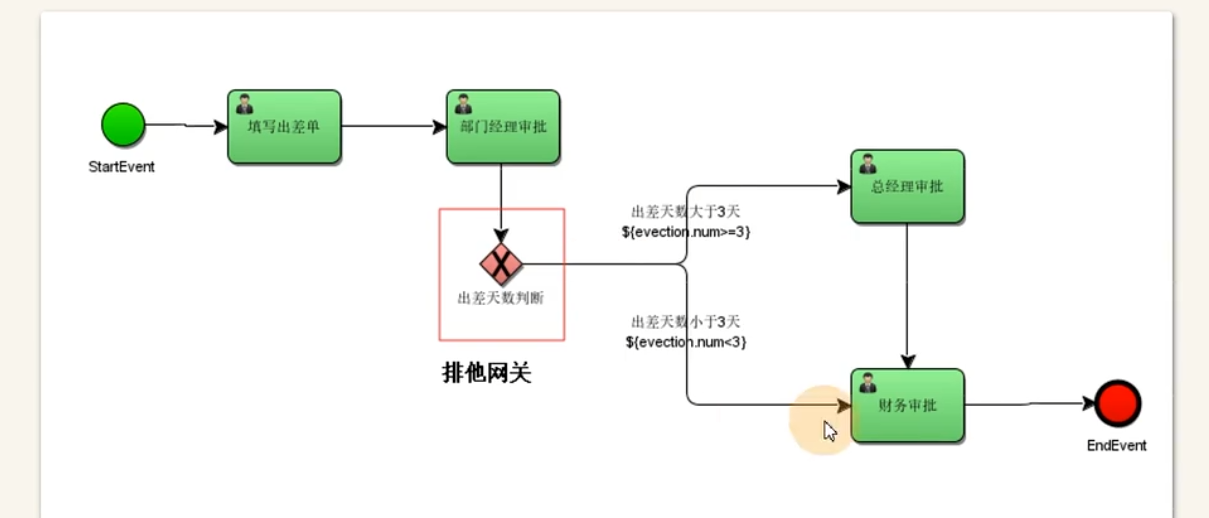 填写出差单
部门经理审批
StartEvent
总经理审批
出差天数大于3天
${evection.num>=3}
X
出差天数判断
出差天数小于3天
${evection.num<3}
排他网关
财务审批
EndEvent